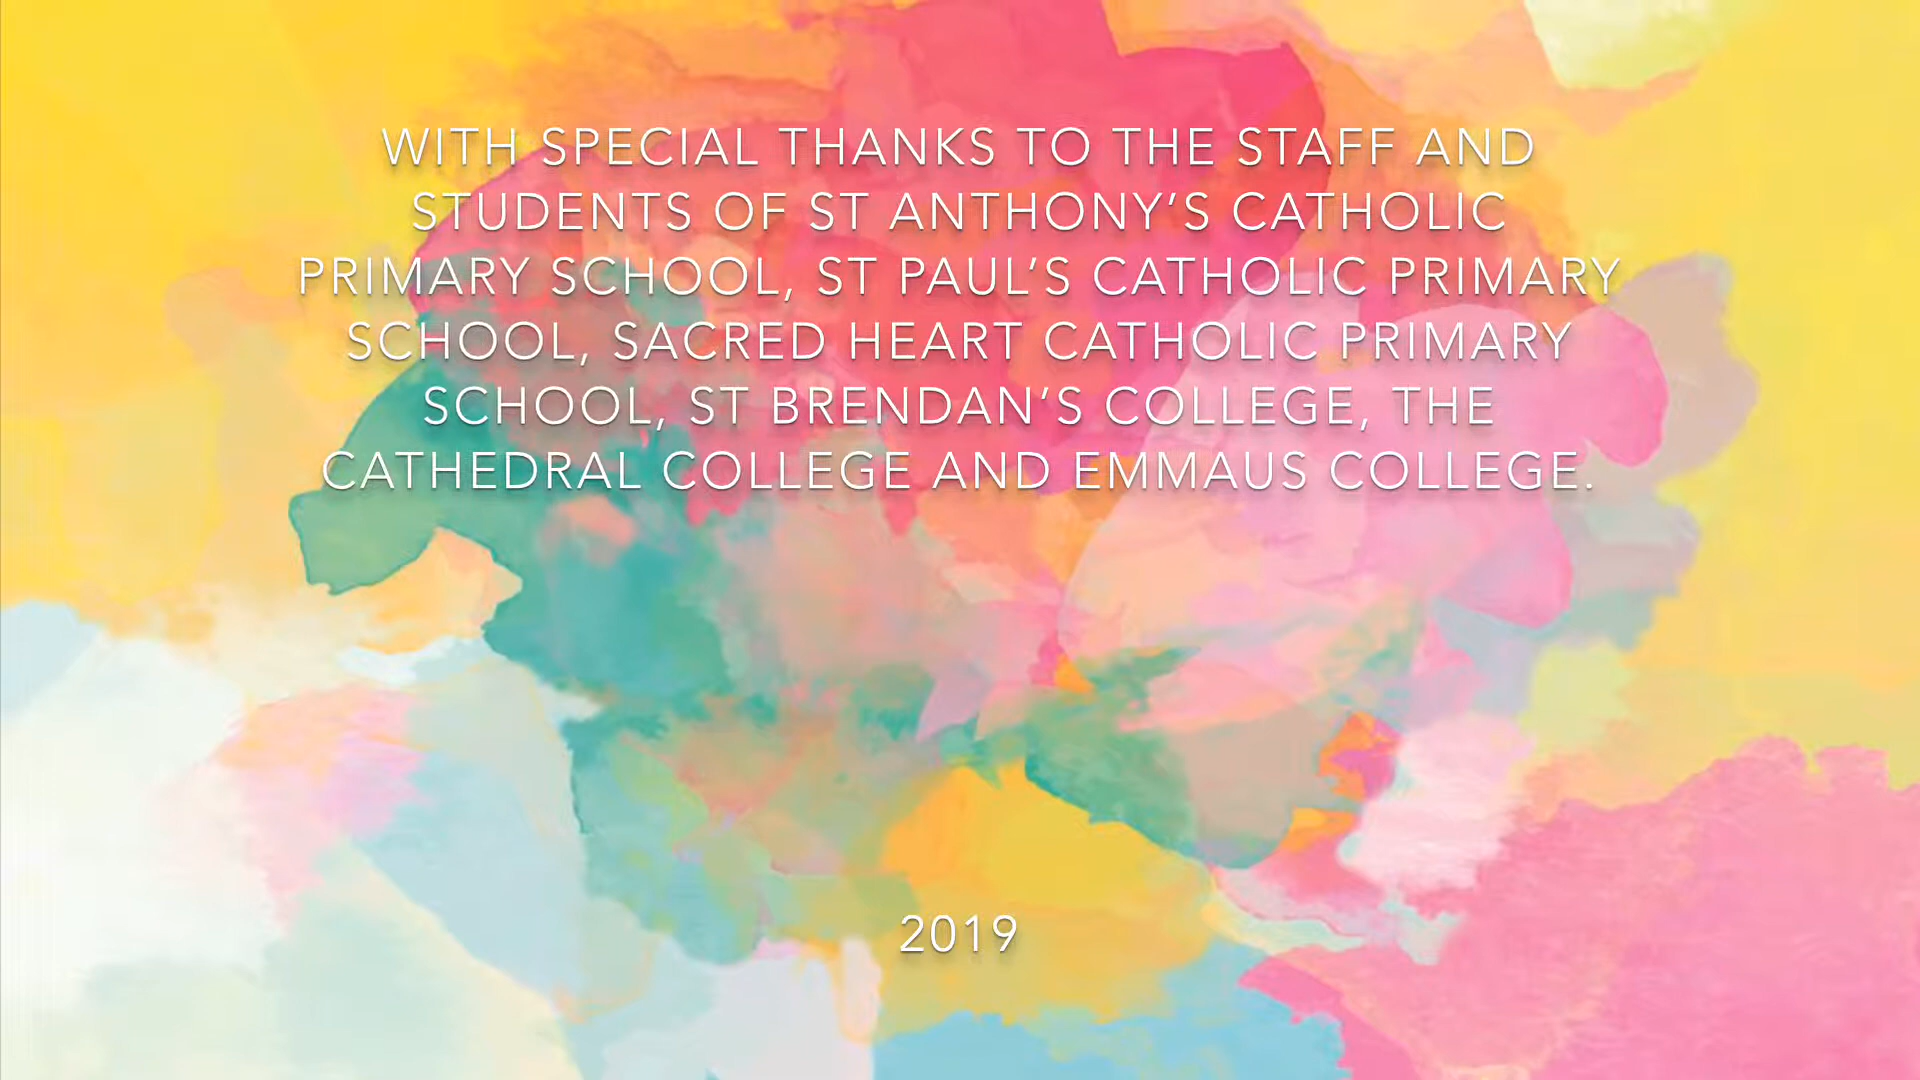 WITH SPECIAL THANKS TO THE STAFF AND
STUDENTS OF ST ANTHONY’S CATHOLIC
PRIMARY SCHOOL, ST PAUL’S CATHOLIC PRIMARY
SCHOOL, SACRED HEART CATHOLIC PRIMARY
SCHOOL, ST BRENDAN’S COLLEGE, THE
CATHEDRAL COLLEGE AND EMMAUS COLLEGE.
2019